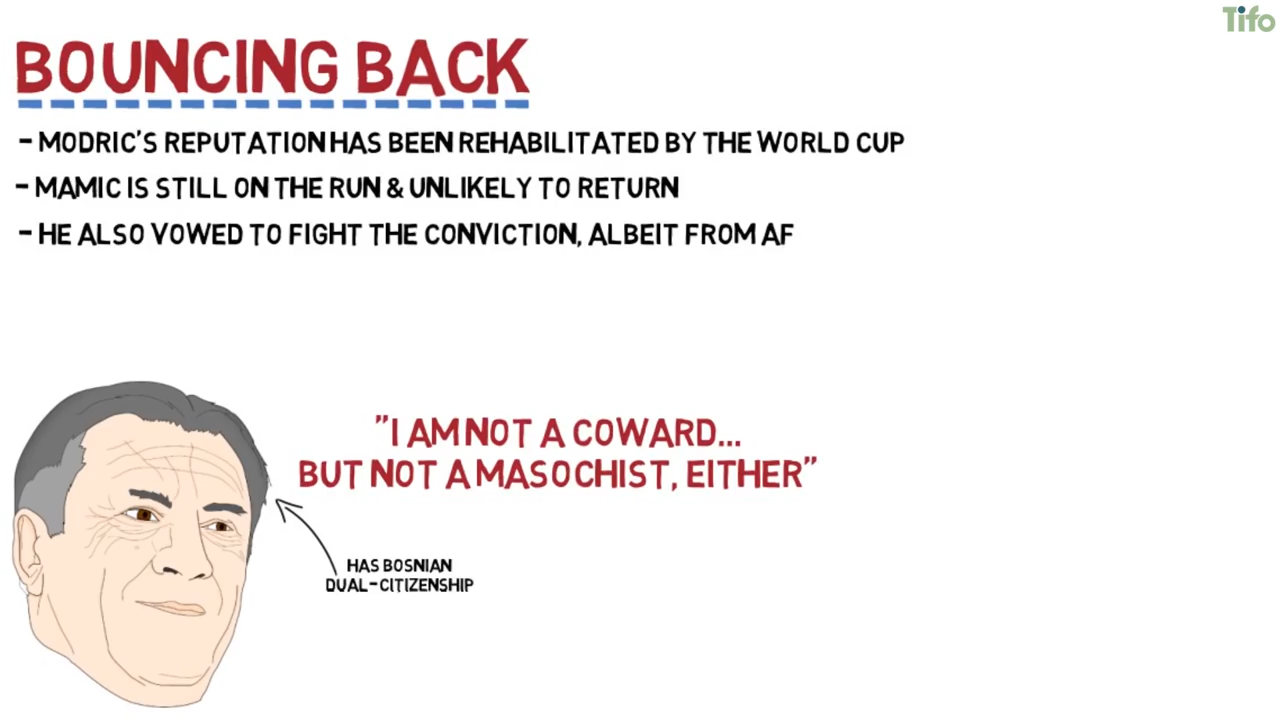 Tifo
BOUNCING BACK
- MODRIC'S REPUTATION HAS BEEN REHABILITATED BY THE WORLD CUP
- MAMIC IS STILL ON THE RUN & UNLIKELY TO RETURN
- HE ALSO VOWED TO FIGHT THE CONVICTION, ALBEIT FROM AF
"I AM NOT A COWARD...
BUT NOT A MASOCHIST, EITHER"
HAS BOSNIAN
DUAL-CITIZENSHIP